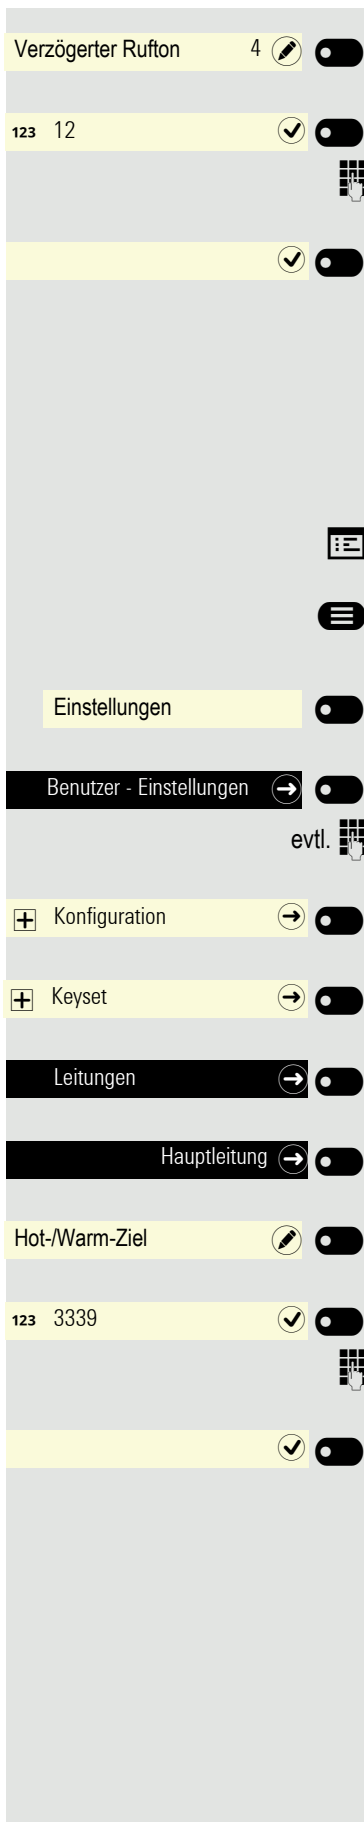 Verzögerter Rufton 4
123 12
Einstellungen
Benutzer - Einstellungen
evtl.
Konfiguration
Keyset
Leitungen
Hauptleitung
Hot-/Warm-Ziel
123 3339